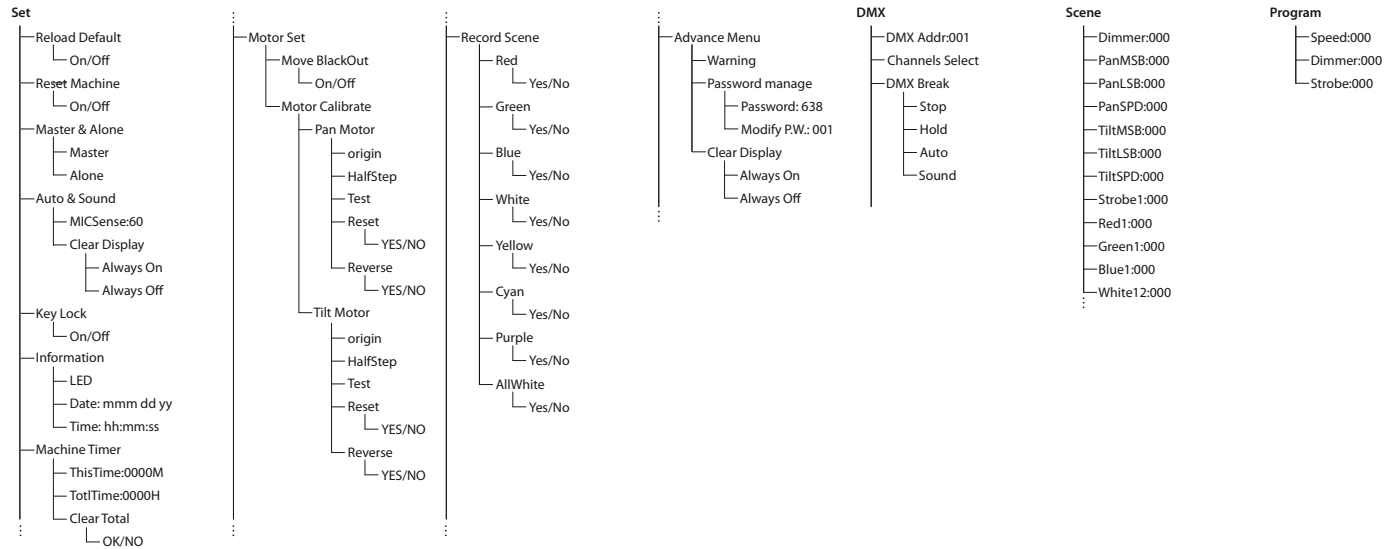 Set
Reload Default
On/Off
Reset Machine
On/Off
Master & Alone
Master
Alone
Auto & Sound
MICSense:60
Clear Display
Always On
Always Off
Key Lock
On/Off
Information
LED
Date: mmm dd yy
Time: hh:mm:ss
Machine Timer
ThisTime:0000M
TotlTime:0000H
Clear Total
OK/NO
Motor Set
Move BlackOut
On/Off
Motor Calibrate
Pan Motor
origin
HalfStep
Test
Reset
YES/NO
Reverse
YES/NO
Tilt Motor
origin
HalfStep
Test
Reset
YES/NO
Reverse
YES/NO
Record Scene
Red
Yes/No
Green
Yes/No
Blue
Yes/No
White
Yes/No
Yellow
Yes/No
Cyan
Yes/No
Purple
Yes/No
AllWhite
Yes/No
Advance Menu
Warning
Password manage
Password: 638
Modify P.W.: 001
Clear Display
Always On
Always Off
DMX
DMX Addr:001
Channels Select
DMX Break
Stop
Hold
Auto
Sound
Scene
Dimmer:000
PanMSB:000
PanLSB:000
PanSPD:000
TiltMSB:000
TiltLSB:000
TiltSPD:000
Strobe1:000
Red1:000
Green1:000
Blue1:000
White12:000
Program
Speed:000
Dimmer:000
Strobe:000